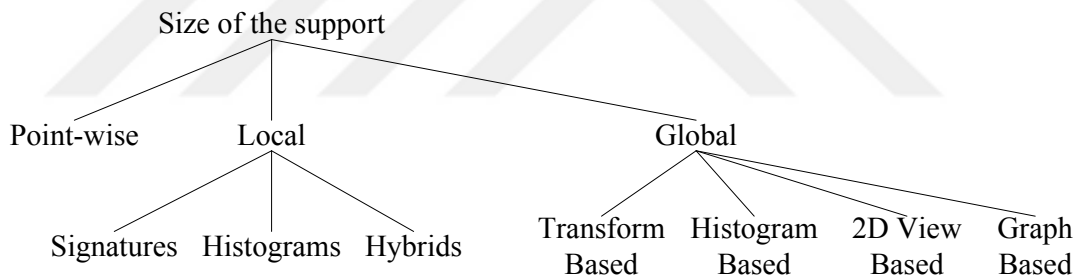 Size of the support
Point-wise
Local
Global
Signatures
Histograms
Hybrids
Transform
Based
Histogram
Based
2D View
Based
Graph
Based